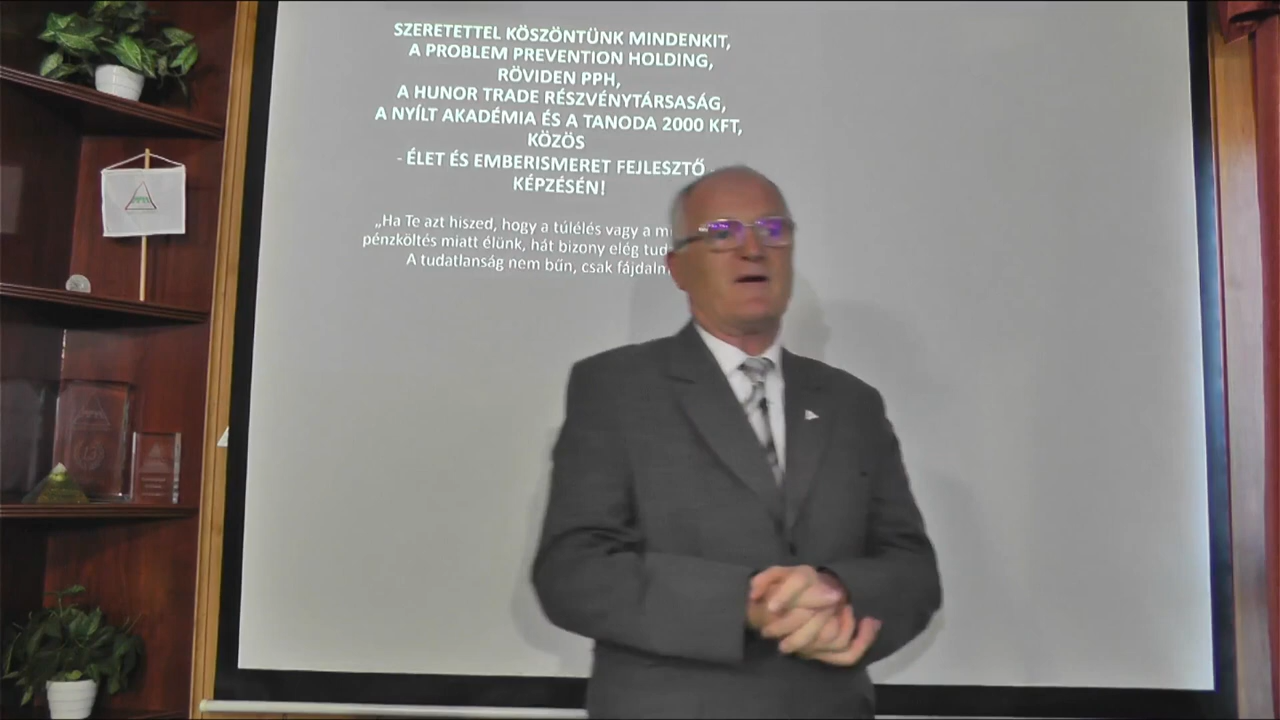 SZERETETTEL KÖSZÖNTÜNK MINDENKIT,
A PROBLEM PREVENTION HOLDING,
RÖVIDEN PPH,
A HUNOR TRADE RÉSZVÉNYTÁRSASÁG,
A NYÍLT AKADÉMIA ÉS A TANODA 2000 KFT,
KÖZÖS
- ÉLET ÉS EMBERISMERET FEJLESZTŐ -
KÉPZÉSÉN!
„Ha Te azt hiszed, hogy a túlélés vagy a
pénzköltés miatt élünk, hát bizony elég
A tudatlanság nem bűn, csak
13